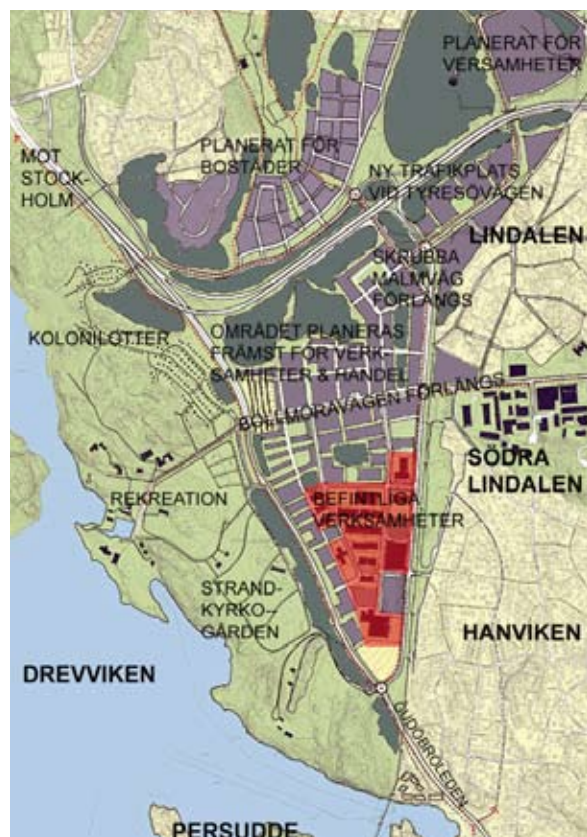 PLANERAT FÖR
VERSAMHETER
PLANERAT FÖR
BOSTÄDER
MOT
STOCK-
HOLM
NY TRAFIKPLATS
VID TYRESÖVÄGEN
LINDALEN
SKRUBBA
MALMVÄG
FÖRLÄNGS
KOLONILOTTER
OMRÅDET PLANERAS
FRÄMST FÖR VERK-
SAMHETER & HANDEL
BOLLMORAVÄGEN FÖRLÄNGS
SÖDRA
LINDALEN
REKREATION
BEFINTLIGA
VERKSAMHETER
STRAND-
KYRKO-
GÅRDEN
HANVIKEN
DREVVIKEN
GUDOBROLEDEN
PERSUDDE